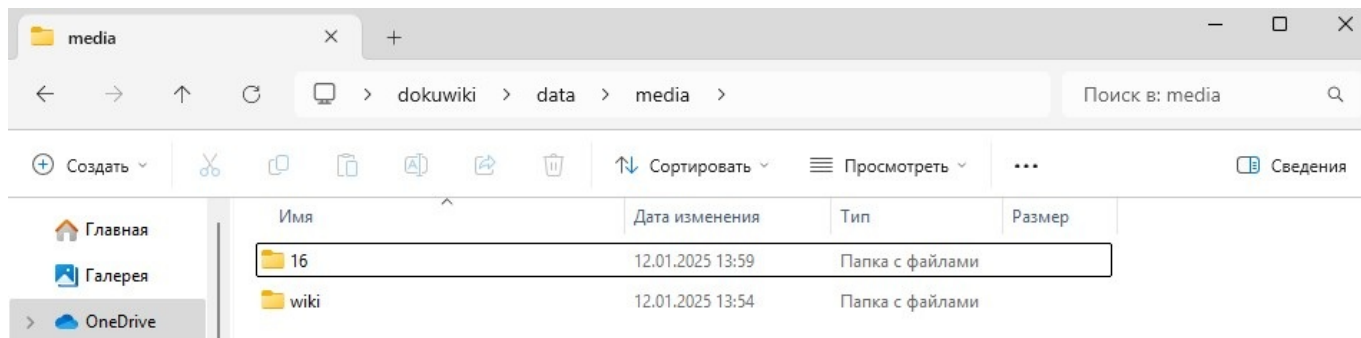 media
dokuwiki > data > media >
Поиск в: media
Создать
Сортировать
Просмотреть
Сведения
Имя Дата изменения Тип Размер
Главная
Галерея
OneDrive
16 12.01.2025 13:59 Папка с файлами
wiki 12.01.2025 13:54 Папка с файлами